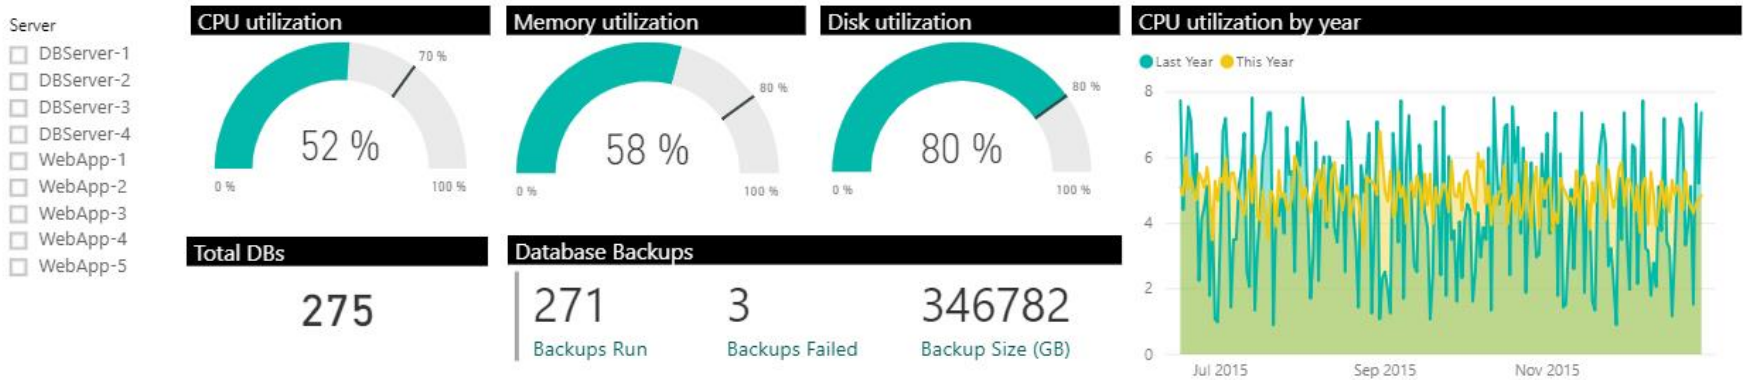 Server
DBServer-1
DBServer-2
DBServer-3
DBServer-4
WebApp-1
WebApp-2
WebApp-3
WebApp-4
WebApp-5
CPU utilization
70 %
52 %
0 % 100 %
Memory utilization
80 %
58 %
0 % 100 %
Disk utilization
80 %
80 %
0 % 100 %
Total DBs
275
Database Backups
271 3 346782
Backups Run Backups Failed Backup Size (GB)
CPU utilization by year
Last Year This Year
8
6
4
2
0
Jul 2015 Sep 2015 Nov 2015